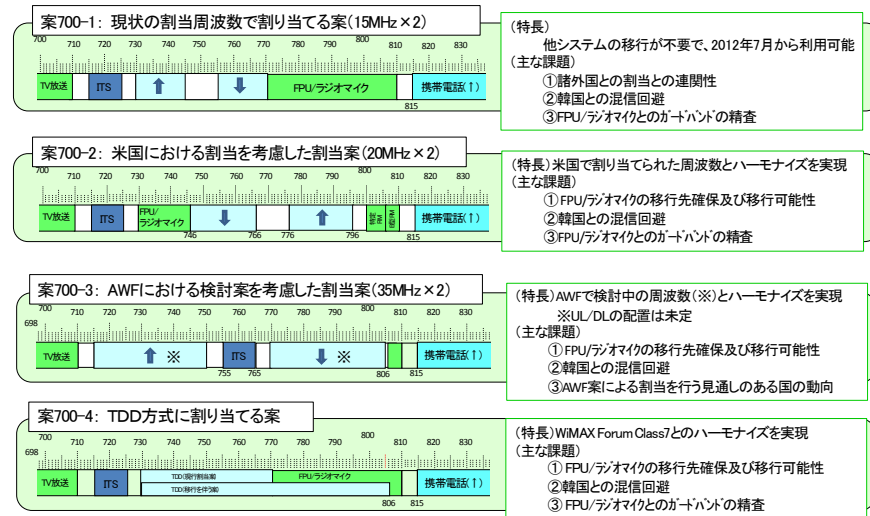 案700-1： 現状の割当周波数で割り当てる案(15MHz×2)
700 710 720 730 740 750 760 770 780 790 800 810 820 830
TV放送 ITS FPU/ラジオマイク 携帯電話(↑)
815
(特長)
他システムの移行が不要で、2012年7月から利用可能
(主な課題)
①諸外国との割当との連関性
②韓国との混信回避
③FPU/ラジオマイクとのガードバンドの精査
案700-2： 米国における割当を考慮した割当案(20MHz×2)
700 710 720 730 740 750 760 770 780 790 800 810 820 830
TV放送 ITS FPU/ラジオマイク 特定RM 携帯電話(↑)
746 766 776 796 815
(特長)米国で割り当てられた周波数とハーモナイズを実現
(主な課題)
①FPU/ラジオマイクの移行先確保及び移行可能性
②韓国との混信回避
③FPU/ラジオマイクとのガードバンドの精査
案700-3： AWFにおける検討案を考慮した割当案(35MHz×2)
700 710 720 730 740 750 760 770 780 790 800 810 820 830
698
TV放送 ※ ITS ※ 携帯電話(↑)
755 765 806 815
(特長)AWFで検討中の周波数(※)とハーモナイズを実現
※UL/DLの配置は未定
(主な課題)
①FPU/ラジオマイクの移行先確保及び移行可能性
②韓国との混信回避
③AWF案による割当を行う見通しのある国の動向
案700-4： TDD方式に割り当てる案
700 710 720 730 740 750 760 770 780 790 800 810 820 830
698
TV放送 ITS TDD(現行割当案) FPU/ラジオマイク 携帯電話(↑)
TDD(移行を伴う案)
806 815
(特長)WiMAX Forum Class7とのハーモナイズを実現
(主な課題)
①FPU/ラジオマイクの移行先確保及び移行可能性
②韓国との混信回避
③FPU/ラジオマイクとのガードバンドの精査